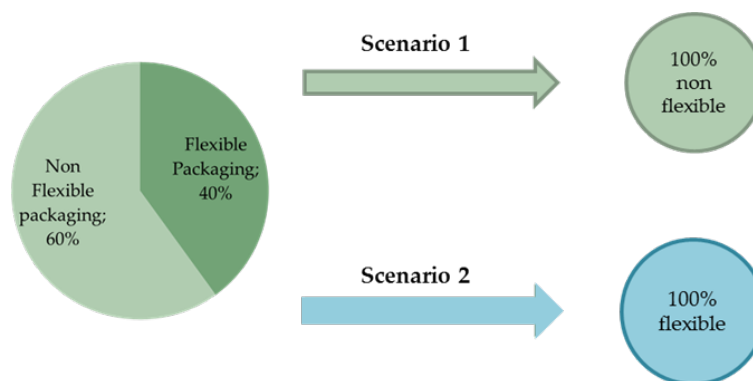 Non
Flexible
packaging;
60%
Flexible
Packaging;
40%
Scenario 1
100%
non
flexible
Scenario 2
100%
flexible